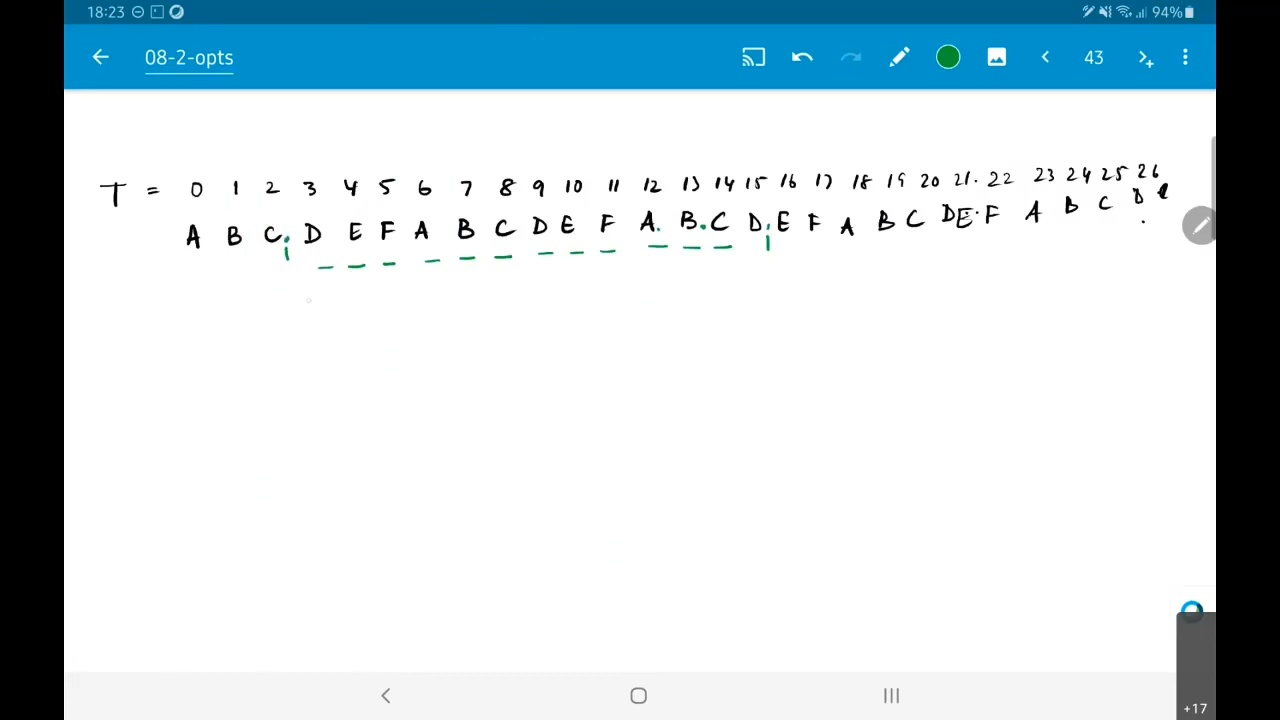 18:23 94%
08-2-opts 43
T = 0 1 2 3 4 5 6 7 8 9 10 11 12 13 14 15 16 17 18 19 20 21. 22 23 24 25 26
A B C D E F A B C D E F A. B. C D E F A B C D E F A B C D
+17